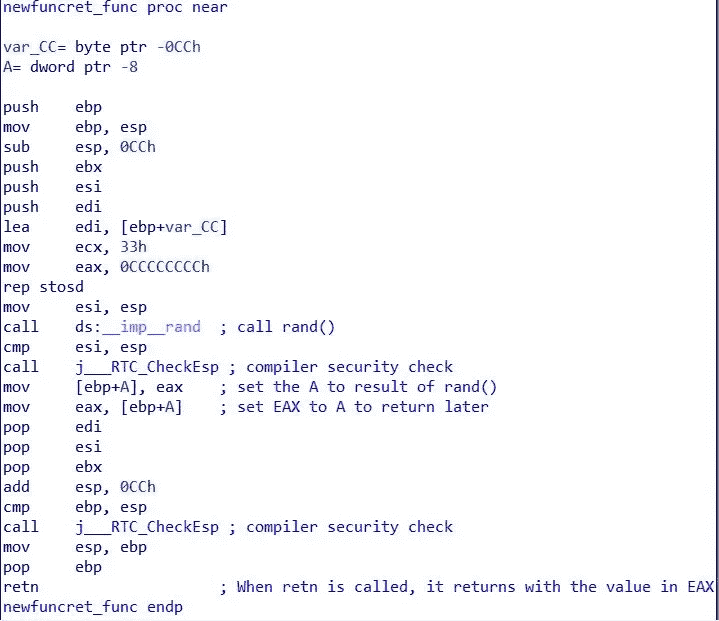 newfuncret_func proc near
var_CC= byte ptr -0CCh
A= dword ptr -8
push    ebp
mov     ebp, esp
sub     esp, 0CCh
push    ebx
push    esi
push    edi
lea     edi, [ebp+var_CC]
mov     ecx, 33h
mov     eax, 0CCCCCCCCh
rep stosd
mov     esi, esp
call    ds:__imp__rand  ; call rand()
cmp     esi, esp
call    j___RTC_CheckEsp ; compiler security check
mov     [ebp+A], eax    ; set the A to result of rand()
mov     eax, [ebp+A]    ; set EAX to A to return later
pop     edi
pop     esi
pop     ebx
add     esp, 0CCh
cmp     ebp, esp
call    j___RTC_CheckEsp ; compiler security check
mov     esp, ebp
pop     ebp
retn                    ; When retn is called, it returns with the value in EAX
newfuncret_func endp